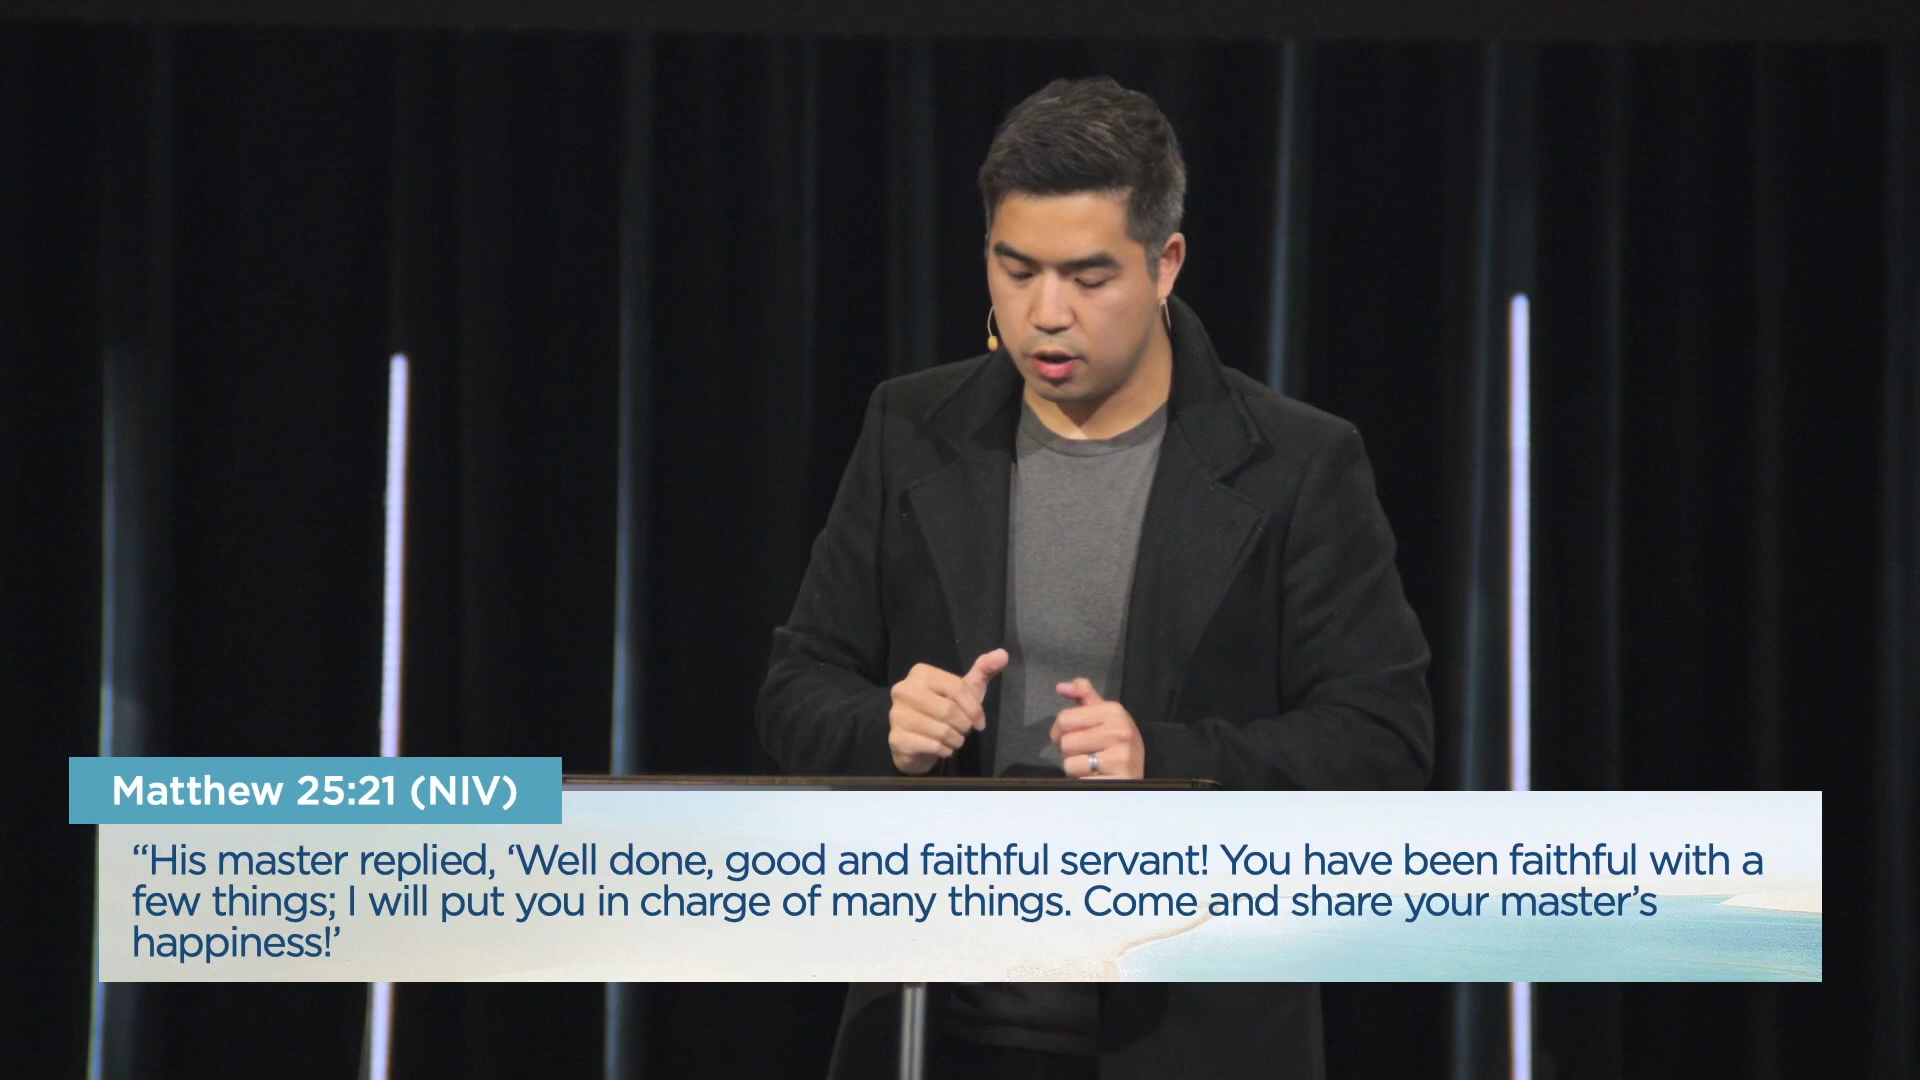 Matthew 25:21 (NIV)
“His master replied, ‘Well done, good and faithful servant! You have been faithful with a
few things; I will put you in charge of many things. Come and share your master’s
happiness!’